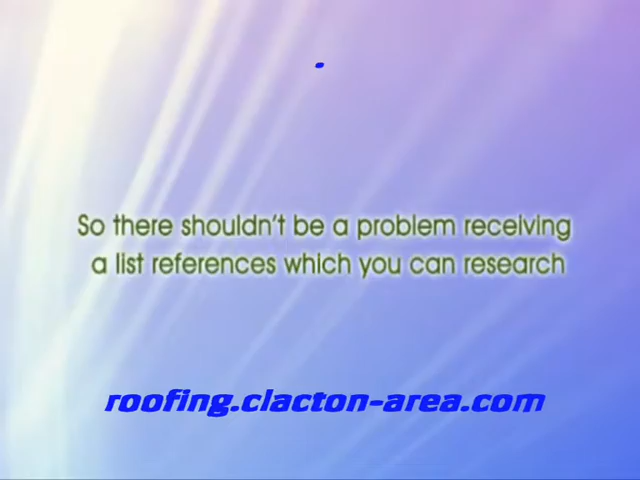 .
So there shouldn't be a problem receiving
a list references which you can research
roofing.clacton-area.com